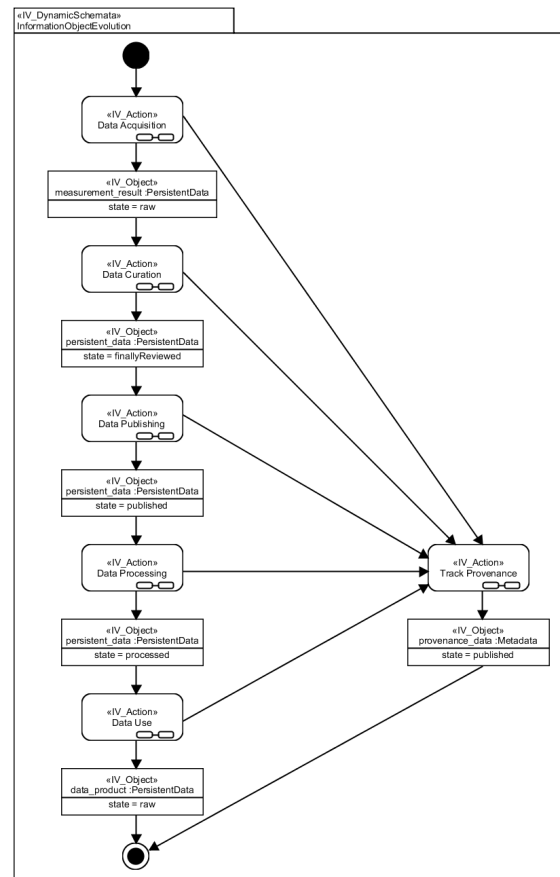 «IV_DynamicSchemata»
InformationObjectEvolution
«IV_Action»
Data Acquisition
«IV_Object»
measurement_result :PersistentData
state = raw
«IV_Action»
Data Curation
«IV_Object»
persistent_data :PersistentData
state = finallyReviewed
«IV_Action»
Data Publishing
«IV_Object»
persistent_data :PersistentData
state = published
«IV_Action»
Data Processing
«IV_Action»
Track Provenance
«IV_Object»
persistent_data :PersistentData
state = processed
«IV_Object»
provenance_data :Metadata
state = published
«IV_Action»
Data Use
«IV_Object»
data_product :PersistentData
state = raw